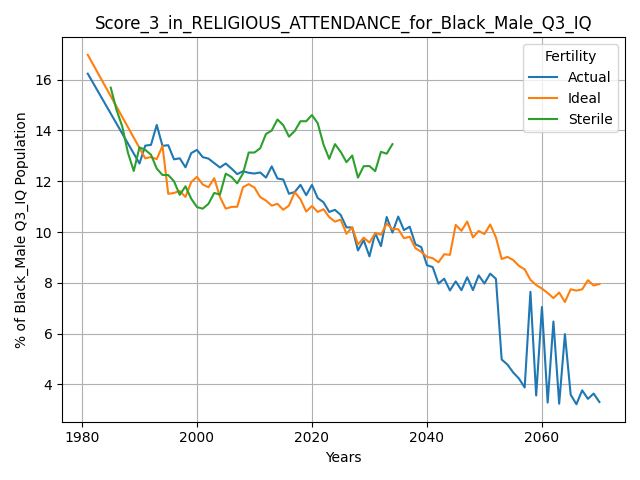 Score_3_in_RELIGIOUS_ATTENDANCE_for_Black_Male_Q3_IQ
% of Black_Male Q3_IQ Population
16
14
12
10
8
6
4
Fertility
Actual
Ideal
Sterile
1980
2000
2020
2040
2060
Years